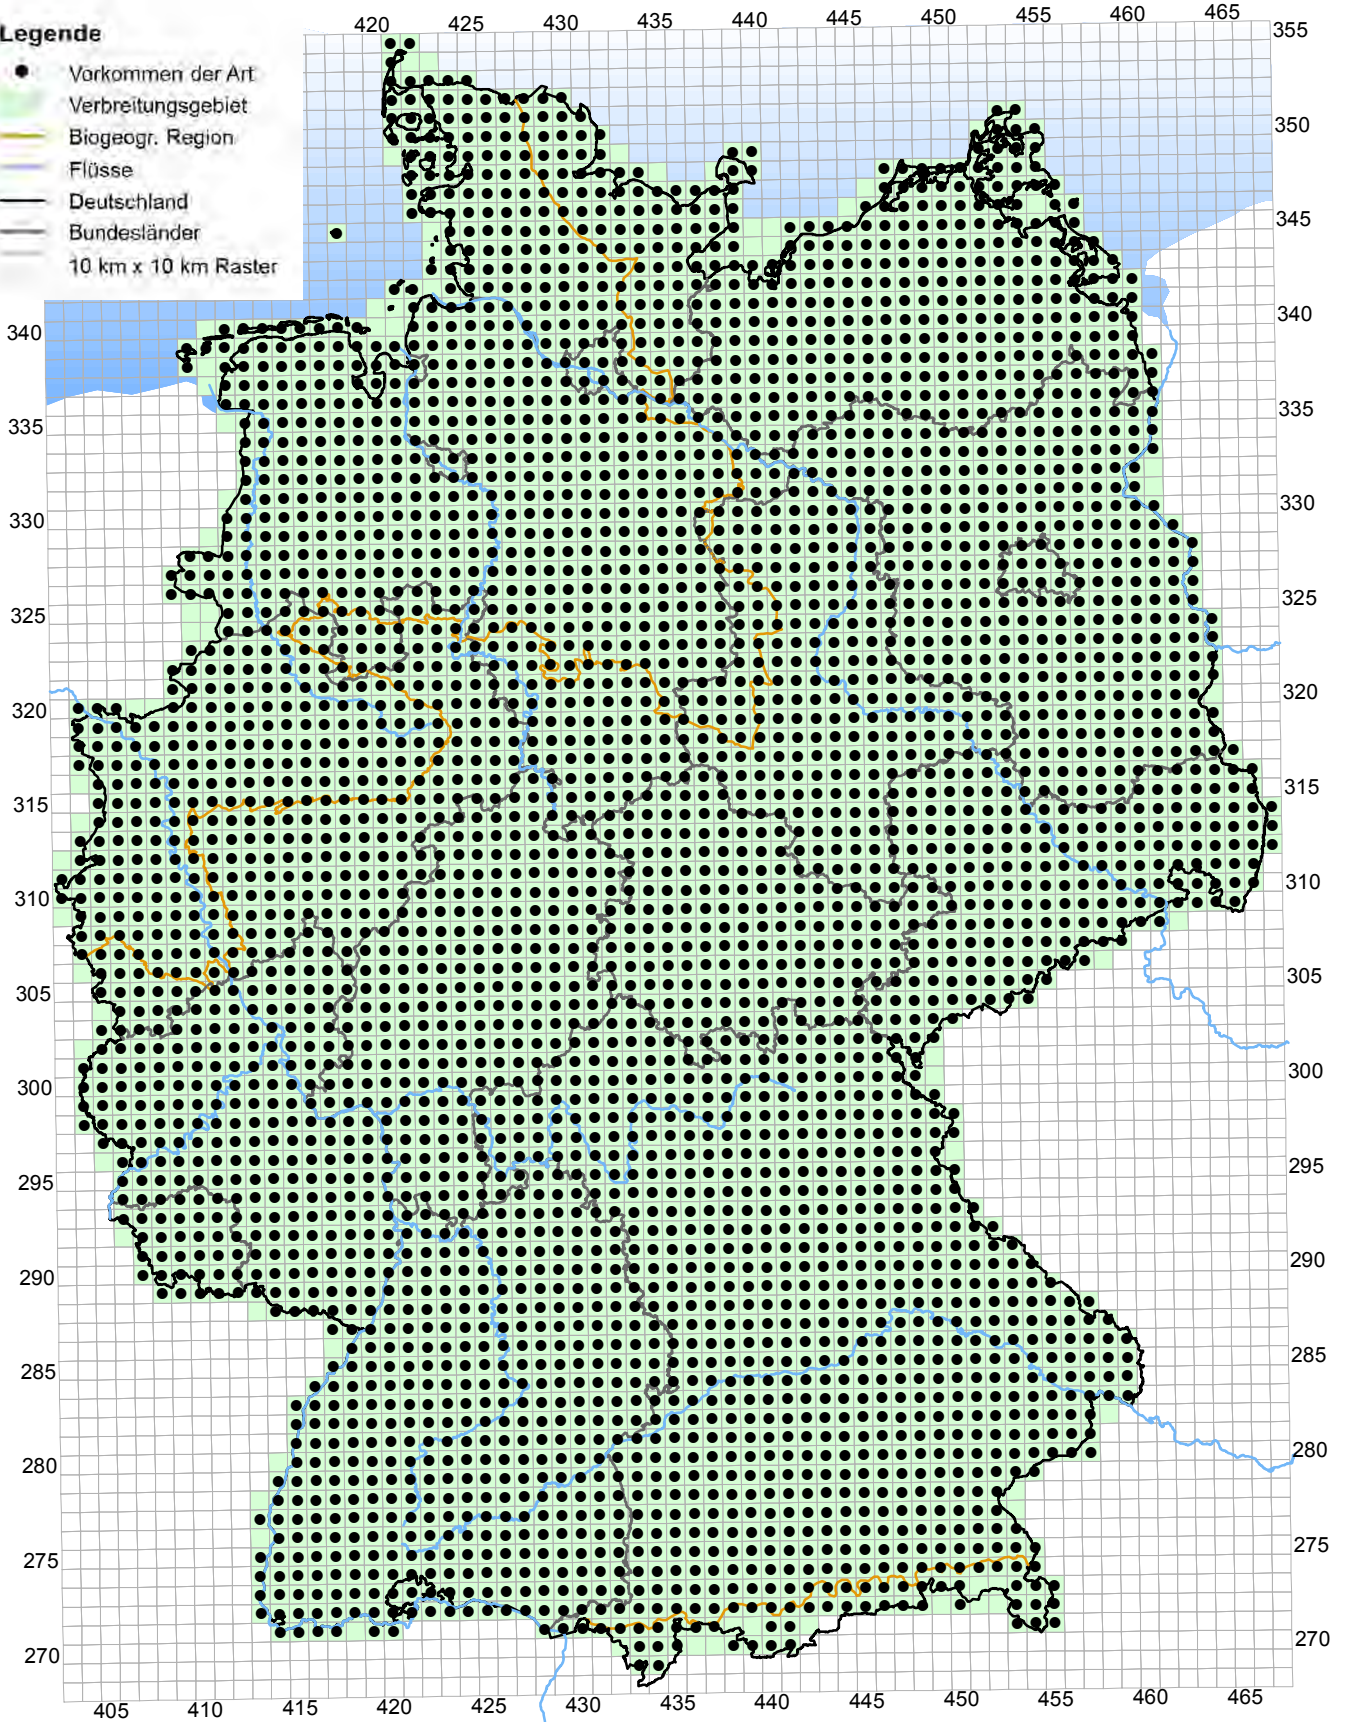 420 425 430 435 440 445 450 455 460 465
355
Legende
Vorkommen der Art
Verbreitungsgebiet
Biogeogr. Region
Flüsse
Deutschland
Bundesländer
10 km x 10 km Raster
350
345
340 340
335 335
330 330
325 325
320 320
315 315
310 310
305 305
300 300
295 295
290 290
285 285
280 280
275 275
270 270
405 410 415 420 425 430 435 440 445 450 455 460 465